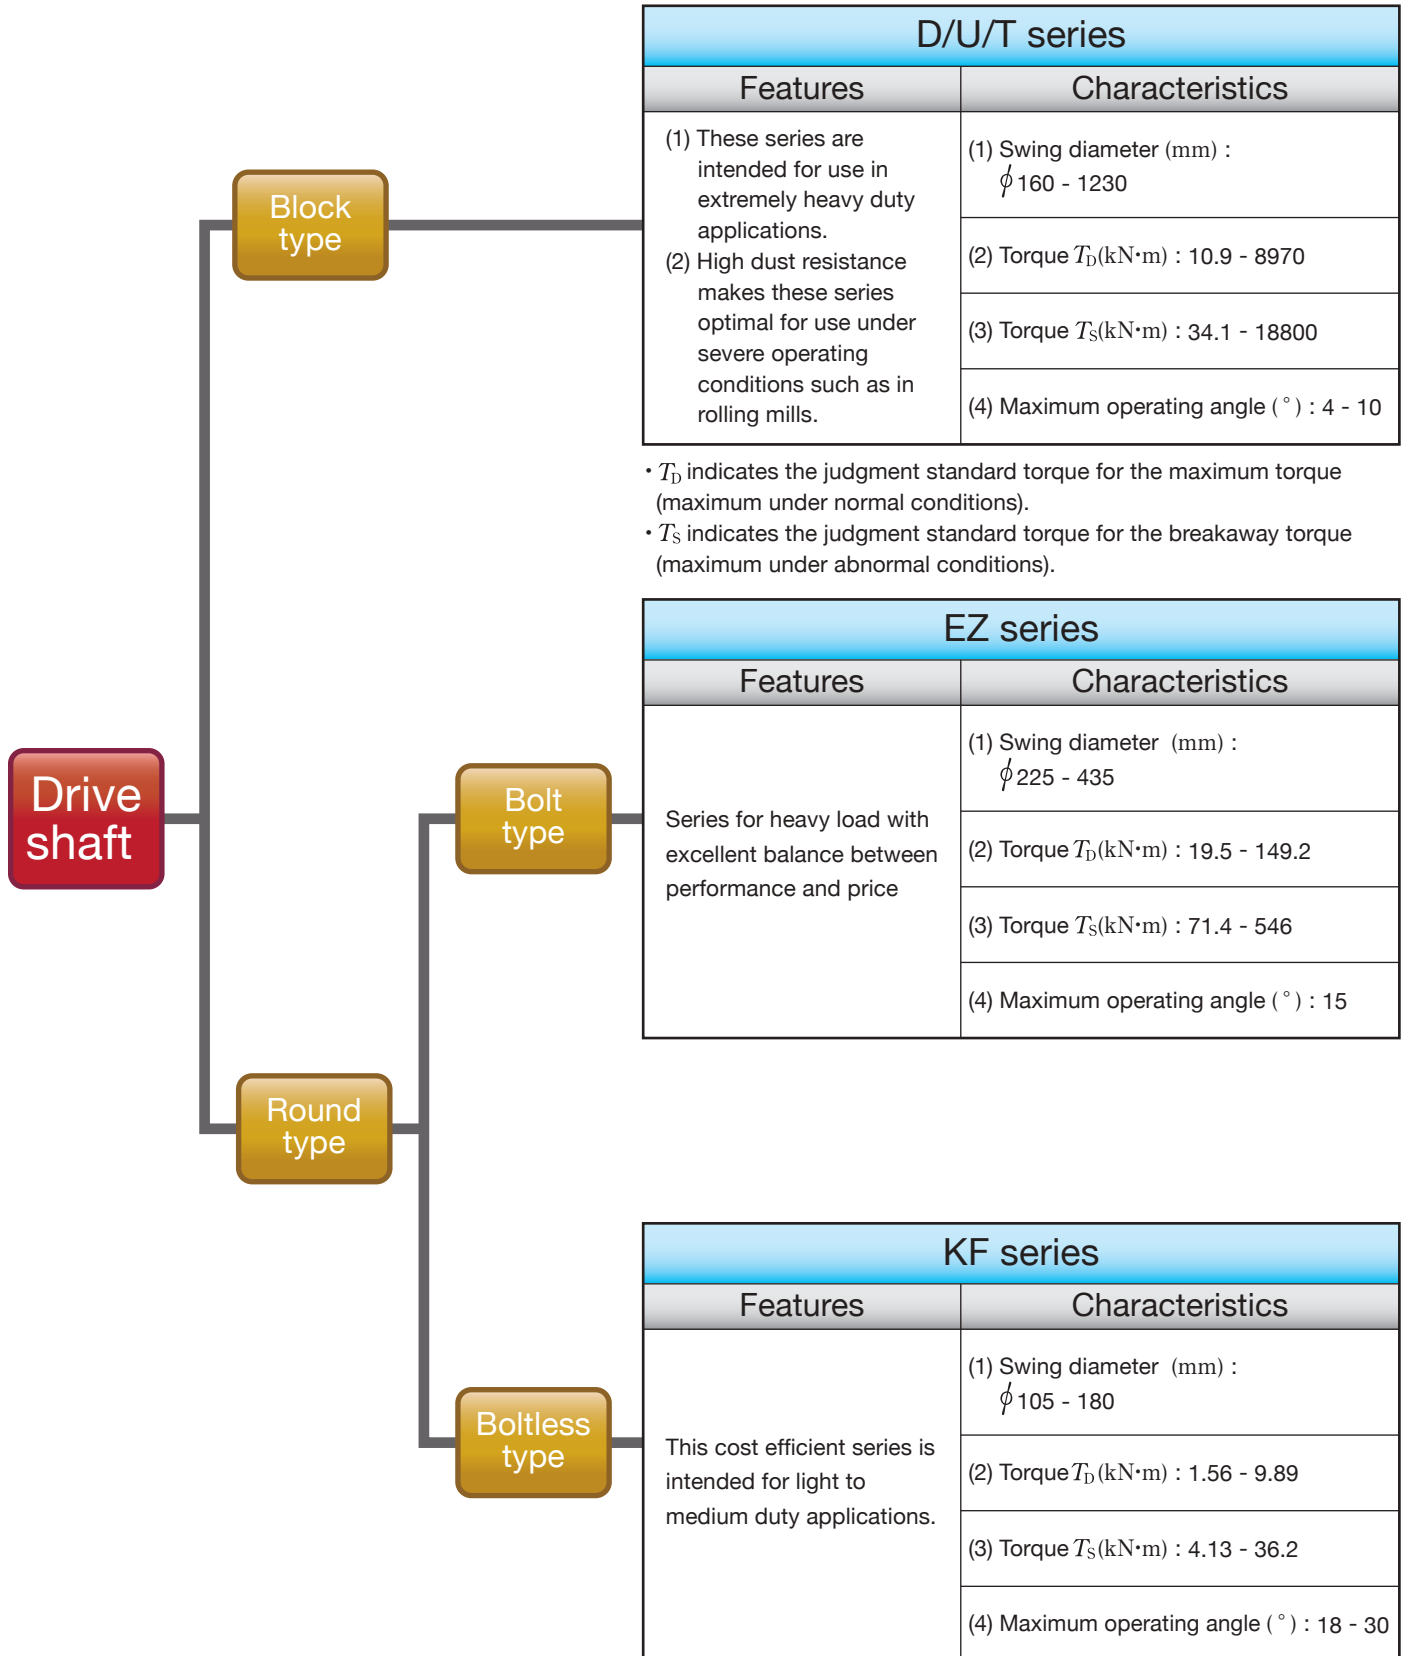 Drive
shaft
Block
type
D/U/T series
Features
Characteristics
(1) These series are
intended for use in
extremely heavy duty
applications.
(2) High dust resistance
makes these series
optimal for use under
severe operating
conditions such as in
rolling mills.
(1) Swing diameter (mm) :
ϕ160 - 1230
(2) Torque TD(kN·m) : 10.9 - 8970
(3) Torque TS(kN·m) : 34.1 - 18800
(4) Maximum operating angle ( ° ) : 4 - 10
・TD indicates the judgment standard torque for the maximum torque
(maximum under normal conditions).
・TS indicates the judgment standard torque for the breakaway torque
(maximum under abnormal conditions).
Round
type
Bolt
type
EZ series
Features
Characteristics
Series for heavy load with
excellent balance between
performance and price
(1) Swing diameter (mm) :
ϕ225 - 435
(2) Torque TD(kN·m) : 19.5 - 149.2
(3) Torque TS(kN·m) : 71.4 - 546
(4) Maximum operating angle ( ° ) : 15
Boltless
type
KF series
Features
Characteristics
This cost efficient series is
intended for light to
medium duty applications.
(1) Swing diameter (mm) :
ϕ105 - 180
(2) Torque TD(kN·m) : 1.56 - 9.89
(3) Torque TS(kN·m) : 4.13 - 36.2
(4) Maximum operating angle ( ° ) : 18 - 30